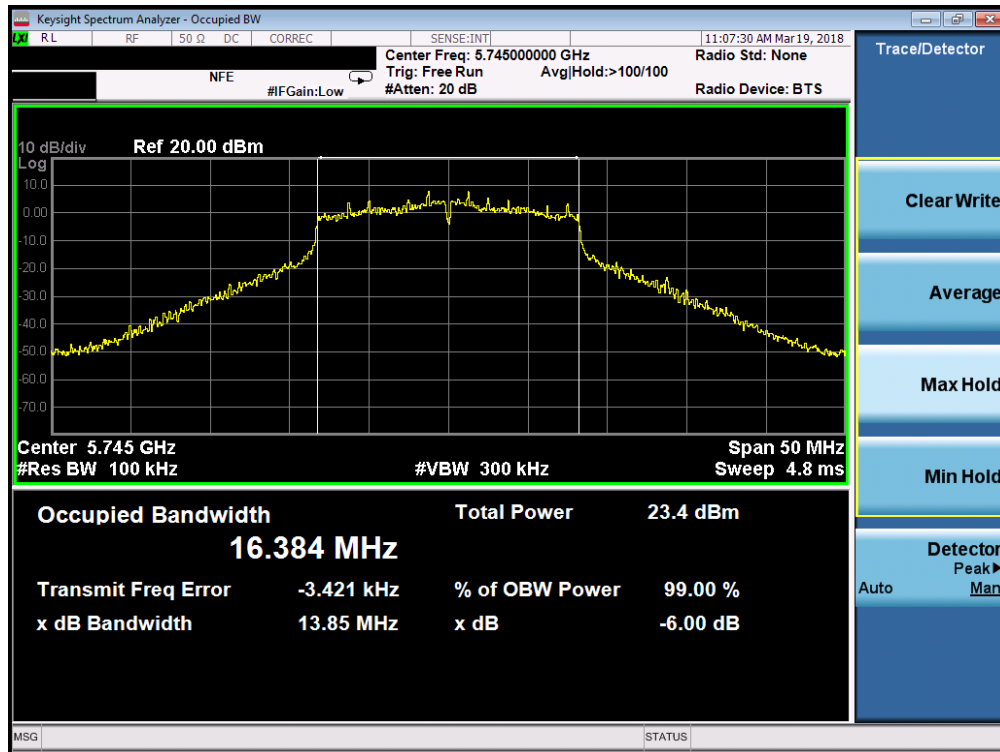 Keysight Spectrum Analyzer - Occupied BW
LXI RL RF 50 Ω DC CORREC SENSE:INT 11:07:30 AM Mar 19, 2018
Center Freq: 5.745000000 GHz Radio Std: None
NFE Trig: Free Run Avg|Hold:>100/100
#IFGain:Low #Atten: 20 dB Radio Device: BTS
10 dB/div Ref 20.00 dBm
Log
10.0
0.00
-10.0
-20.0
-30.0
-40.0
-50.0
-60.0
-70.0
Center 5.745 GHz Span 50 MHz
#Res BW 100 kHz #VBW 300 kHz Sweep 4.8 ms
Occupied Bandwidth Total Power 23.4 dBm
16.384 MHz
Transmit Freq Error -3.421 kHz % of OBW Power 99.00 %
x dB Bandwidth 13.85 MHz x dB -6.00 dB
Trace/Detector
Clear Write
Average
Max Hold
Min Hold
Detector
Peak▶
Auto Man
MSG STATUS